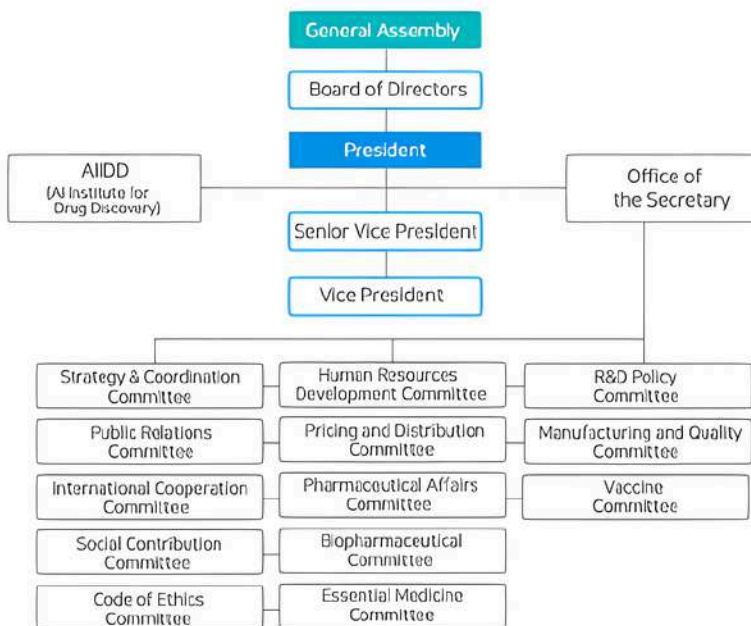 General Assembly
Board of Directors
President
AIIDD
(AI Institute for
Drug Discovery)
Office of
the Secretary
Senior Vice President
Vice President
Strategy & Coordination
Committee
Human Resources
Development Committee
R&D Policy
Committee
Public Relations
Committee
Pricing and Distribution
Committee
Manufacturing and Quality
Committee
International Cooperation
Committee
Pharmaceutical Affairs
Committee
Vaccine
Committee
Social Contribution
Committee
Biopharmaceutical
Committee
Code of Ethics
Committee
Essential Medicine
Committee